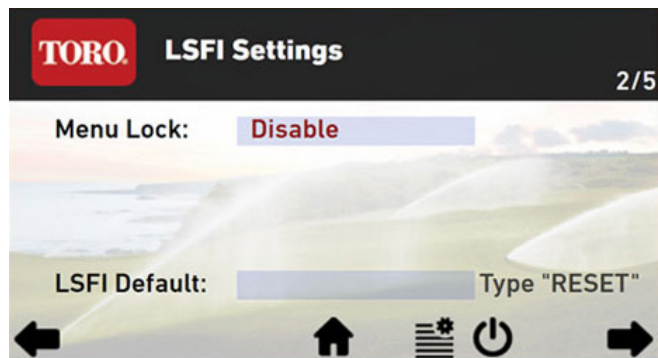 TORO.
LSFI Settings
2/5
Menu Lock: Disable
LSFI Default: Type "RESET"